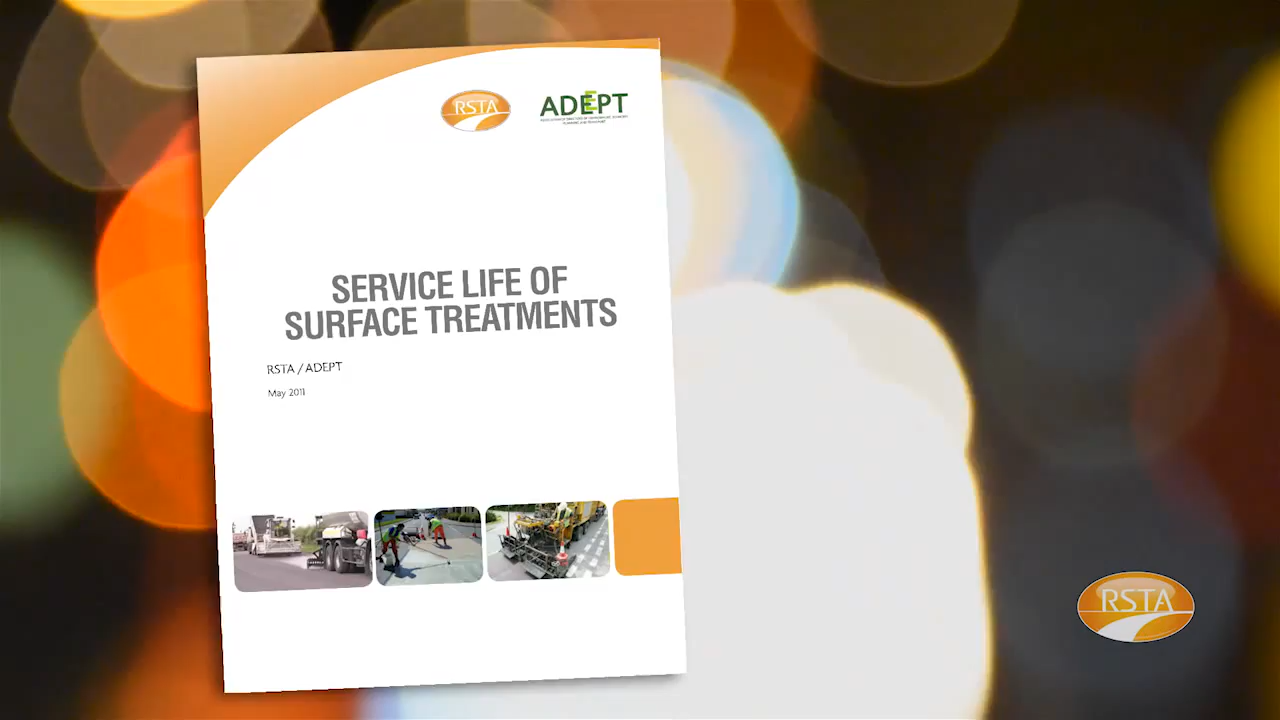 RSTA
ADEPT
SERVICE LIFE OF
SURFACE TREATMENTS
RSTA / ADEPT
May 2011
RSTA